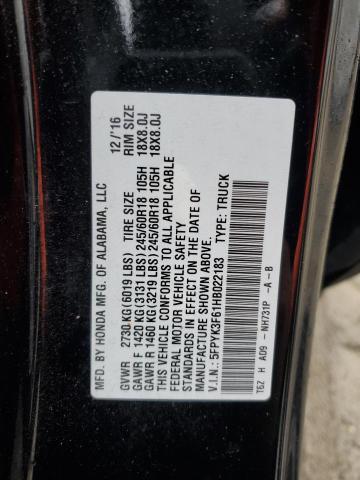 MFD. BY HONDA MFG. OF ALABAMA, LLC 12/'16
GVWR 2730 KG(6019 LBS) TIRE SIZE RIM SIZE
GAWR F 1420 KG(3131 LBS) 245/60R18 105H 18X8.0J
GAWR R 1460 KG(3219 LBS) 245/60R18 105H 18X8.0J
THIS VEHICLE CONFORMS TO ALL APPLICABLE
FEDERAL MOTOR VEHICLE SAFETY
STANDARDS IN EFFECT ON THE DATE OF
MANUFACTURE SHOWN ABOVE.
V.I.N.: 5FPYK3F61HB022183 TYPE: TRUCK
T6Z H A09 - NH731P -A-B